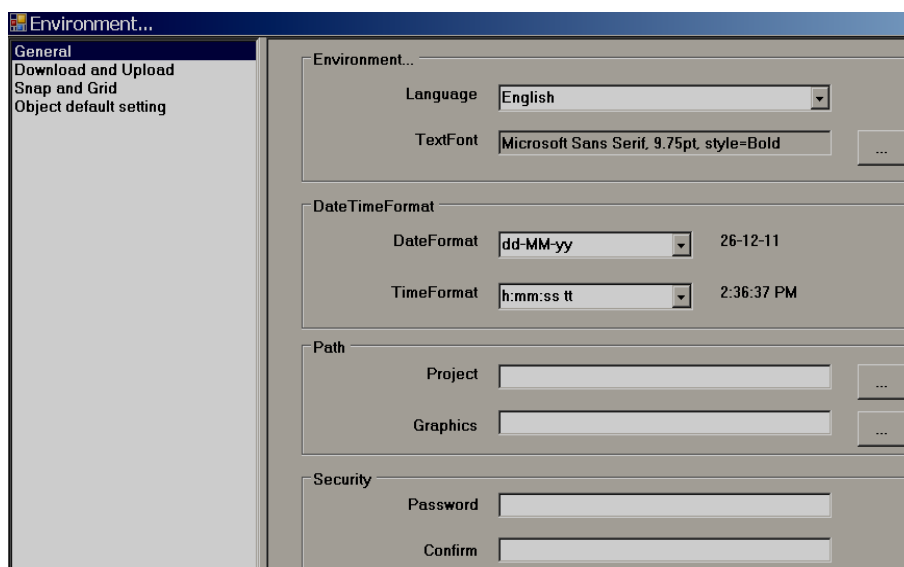 Environment...
General
Download and Upload
Snap and Grid
Object default setting
Environment...
Language English
TextFont Microsoft Sans Serif, 9.75pt, style=Bold ...
DateTimeFormat
DateFormat dd-MM-yy 26-12-11
TimeFormat h:mm:ss tt 2:36:37 PM
Path
Project ...
Graphics ...
Security
Password
Confirm